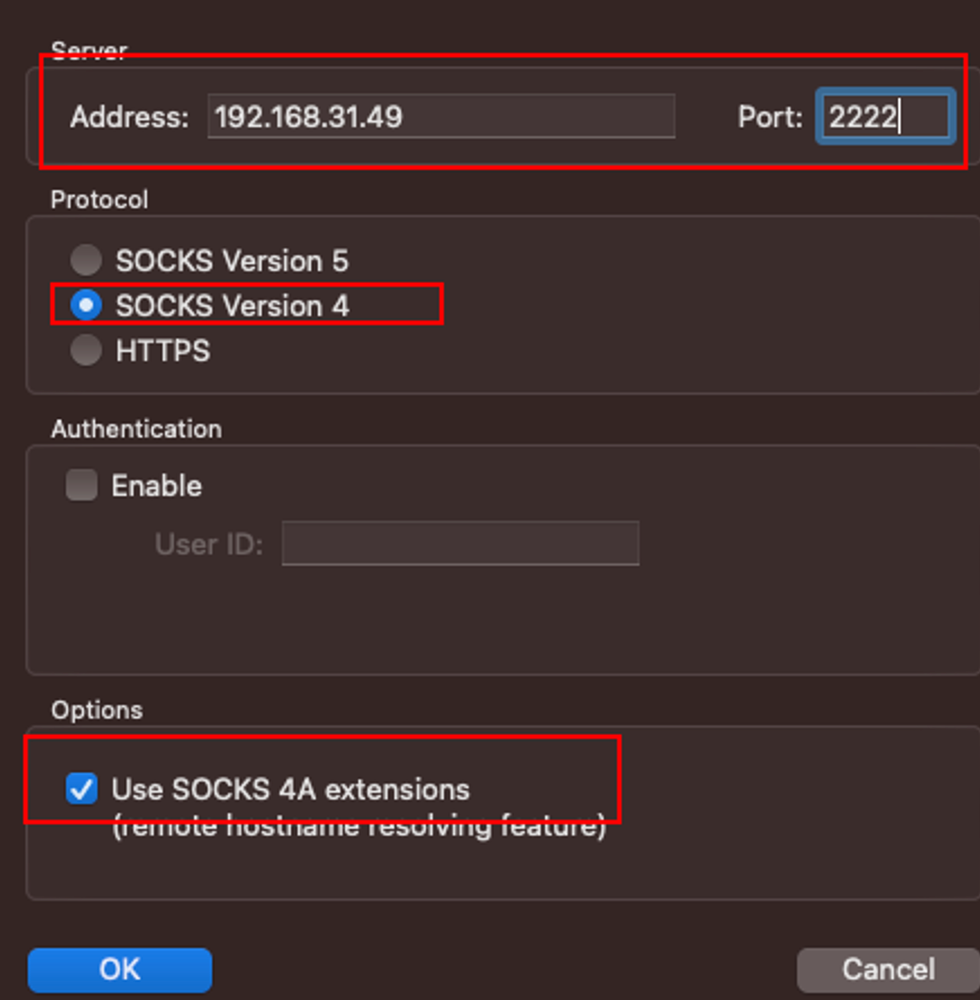 Server
Address: 192.168.31.49 Port: 2222
Protocol
SOCKS Version 5
SOCKS Version 4
HTTPS
Authentication
Enable
User ID:
Options
Use SOCKS 4A extensions
(remote hostname resolving feature)
OK Cancel